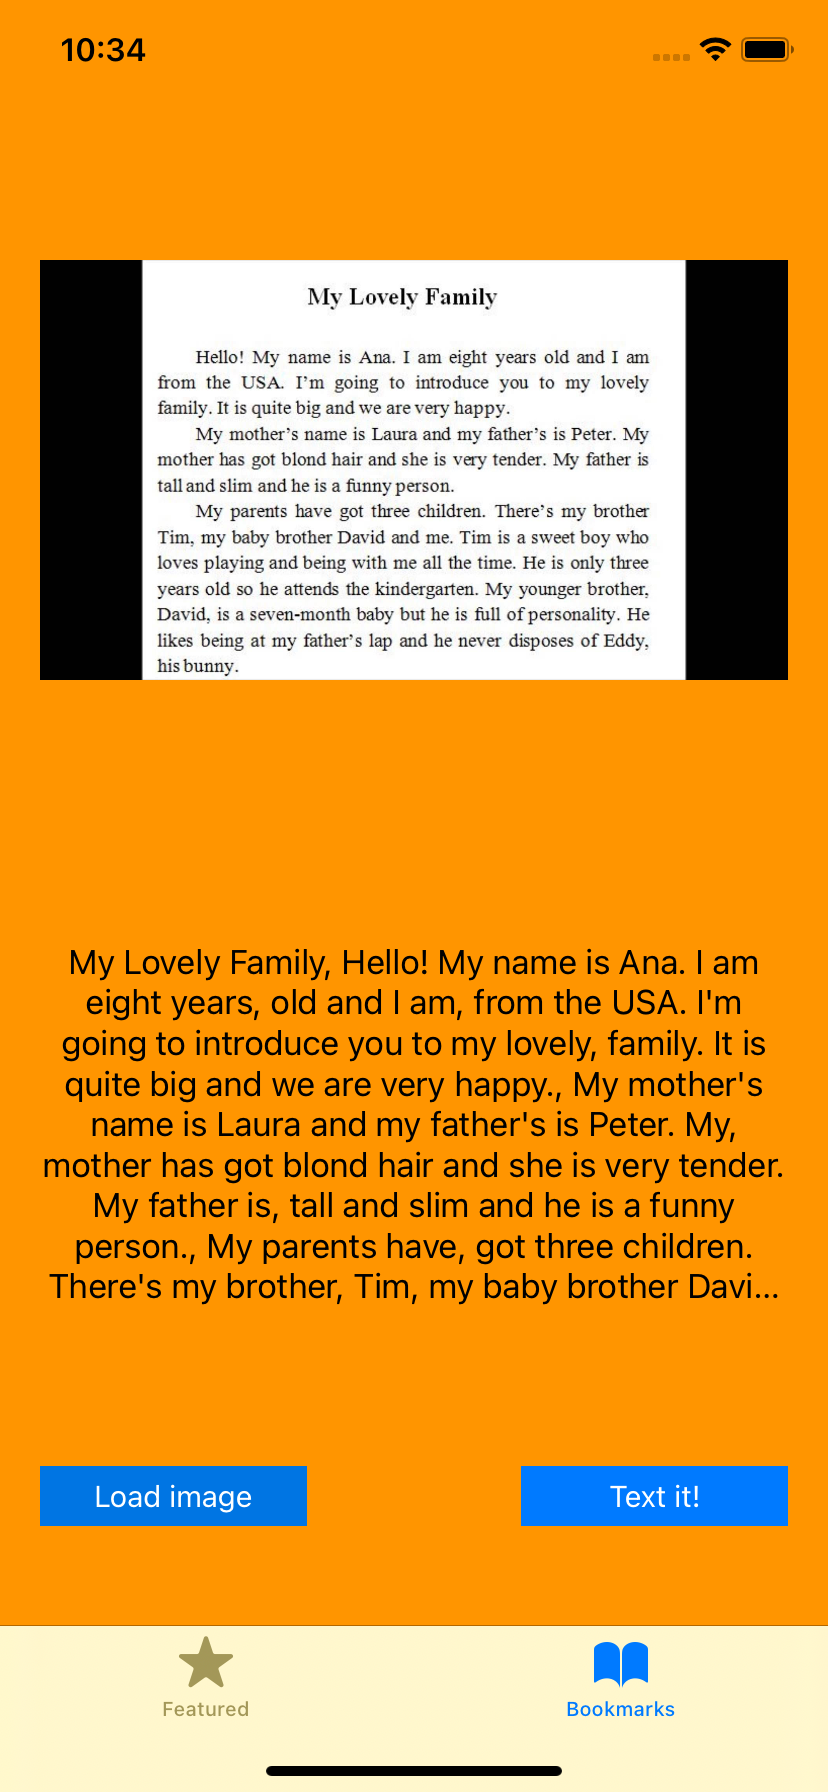 10:34
My Lovely Family
Hello! My name is Ana. I am eight years old and I am
from the USA. I’m going to introduce you to my lovely
family. It is quite big and we are very happy.
My mother’s name is Laura and my father’s is Peter. My
mother has got blond hair and she is very tender. My father is
tall and slim and he is a funny person.
My parents have got three children. There’s my brother
Tim, my baby brother David and me. Tim is a sweet boy who
loves playing and being with me all the time. He is only three
years old so he attends the kindergarten. My younger brother,
David, is a seven-month baby but he is full of personality. He
likes being at my father’s lap and he never disposes of Eddy,
his bunny.
My Lovely Family, Hello! My name is Ana. I am
eight years, old and I am, from the USA. I'm
going to introduce you to my lovely, family. It is
quite big and we are very happy., My mother's
name is Laura and my father's is Peter. My,
mother has got blond hair and she is very tender.
My father is, tall and slim and he is a funny
person., My parents have, got three children.
There's my brother, Tim, my baby brother Davi...
Load image
Text it!
Featured
Bookmarks